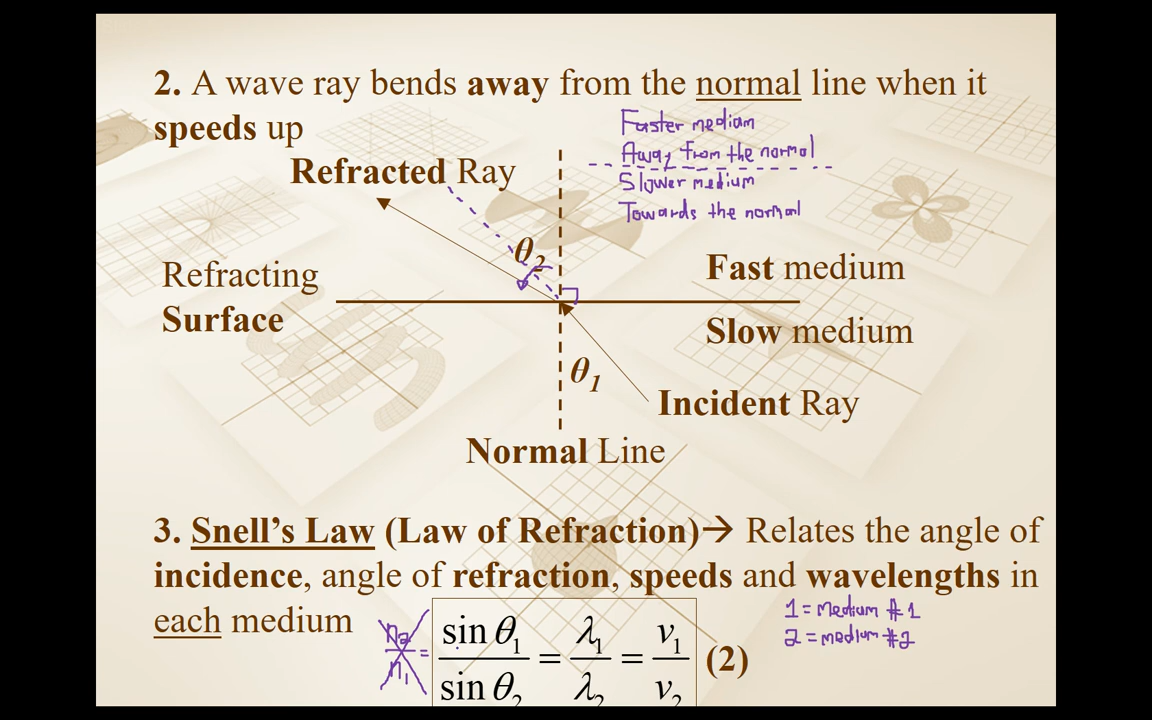 2. A wave ray bends away from the normal line when it
speeds up
Faster medium
Away from the normal
Slower medium
Towards the normal
Refracted Ray
θ2
Refracting
Surface
Fast medium
Slow medium
θ1
Incident Ray
Normal Line
3. Snell's Law (Law of Refraction)→ Relates the angle of
incidence, angle of refraction, speeds and wavelengths in
each medium
n2/n1 = sin θ1/sin θ2 = λ1/λ2 = v1/v2 (2)
1 = medium #1
2 = medium #2